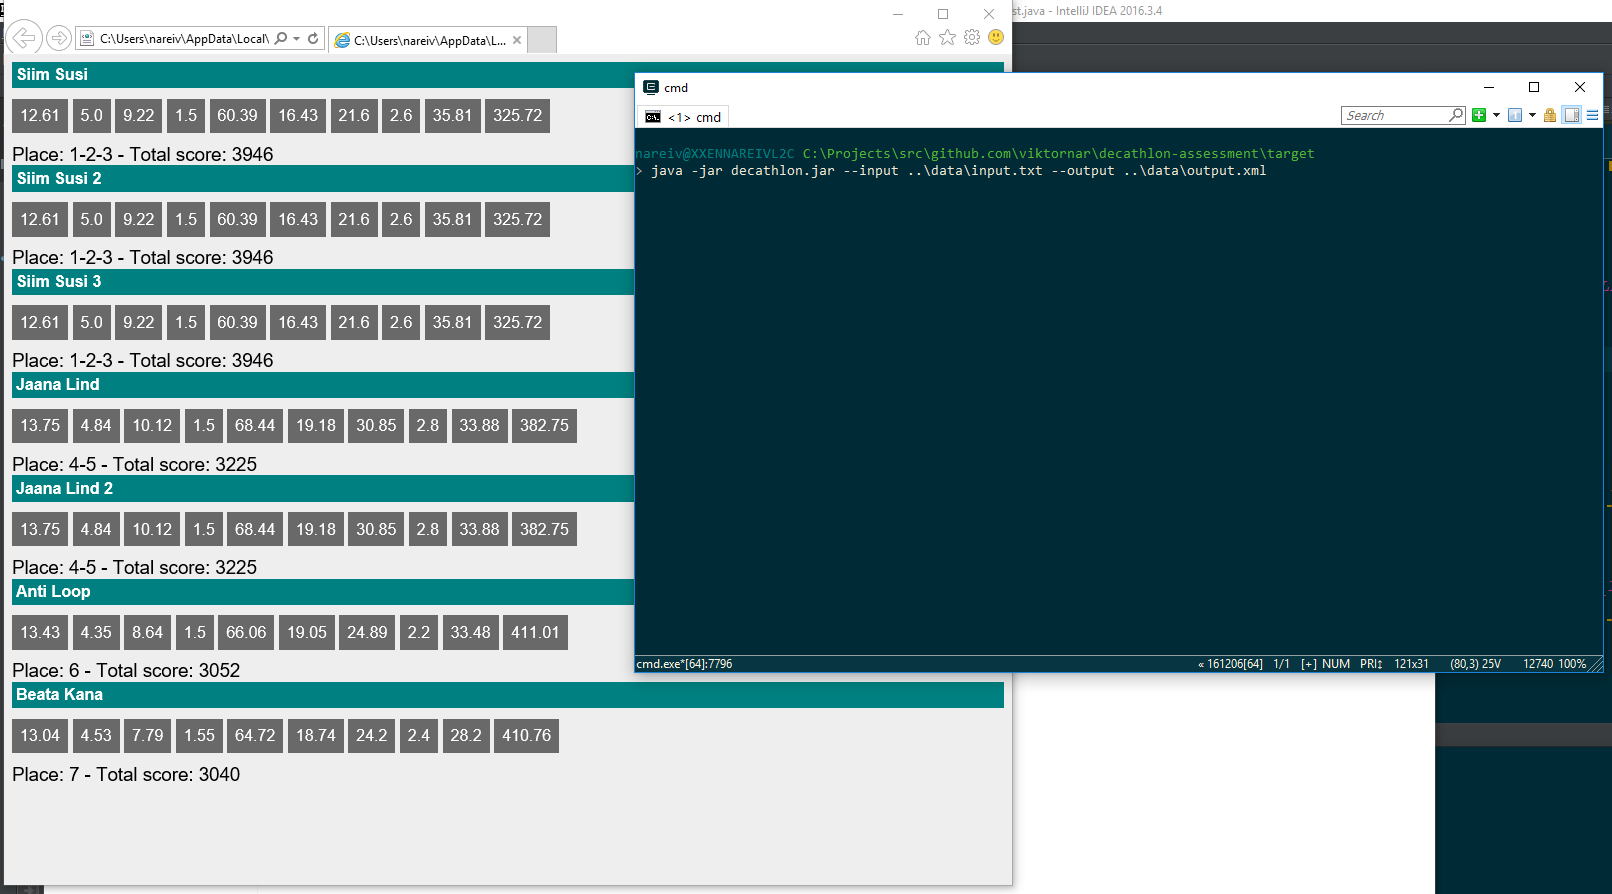 st.java - IntelliJ IDEA 2016.3.4
C:\Users\nareiv\AppData\Local\
C:\Users\nareiv\AppData\L...
Siim Susi
12.61 5.0 9.22 1.5 60.39 16.43 21.6 2.6 35.81 325.72
Place: 1-2-3 - Total score: 3946
Siim Susi 2
12.61 5.0 9.22 1.5 60.39 16.43 21.6 2.6 35.81 325.72
Place: 1-2-3 - Total score: 3946
Siim Susi 3
12.61 5.0 9.22 1.5 60.39 16.43 21.6 2.6 35.81 325.72
Place: 1-2-3 - Total score: 3946
Jaana Lind
13.75 4.84 10.12 1.5 68.44 19.18 30.85 2.8 33.88 382.75
Place: 4-5 - Total score: 3225
Jaana Lind 2
13.75 4.84 10.12 1.5 68.44 19.18 30.85 2.8 33.88 382.75
Place: 4-5 - Total score: 3225
Anti Loop
13.43 4.35 8.64 1.5 66.06 19.05 24.89 2.2 33.48 411.01
Place: 6 - Total score: 3052
Beata Kana
13.04 4.53 7.79 1.55 64.72 18.74 24.2 2.4 28.2 410.76
Place: 7 - Total score: 3040
cmd
<1> cmd
Search
nareiv@XXENNAREIVL2C C:\Projects\src\github.com\viktornar\decathlon-assessment\target
> java -jar decathlon.jar --input ..\data\input.txt --output ..\data\output.xml
cmd.exe*[64]:7796 « 161206[64] 1/1 [+] NUM PRI↕ 121x31 (80,3) 25V 12740 100%